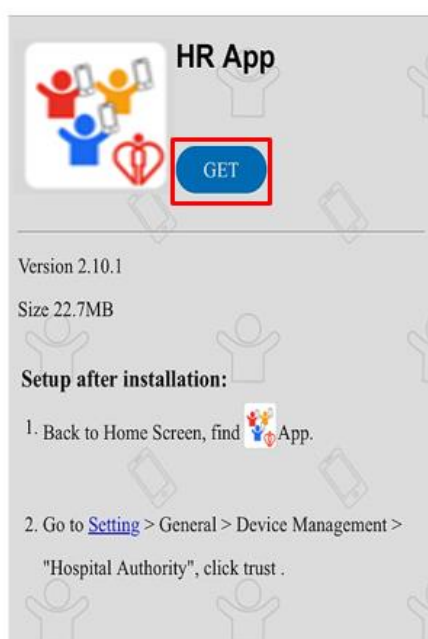 HR App
GET
Version 2.10.1
Size 22.7MB
Setup after installation:
1. Back to Home Screen, find App.
2. Go to Setting > General > Device Management >
"Hospital Authority", click trust .